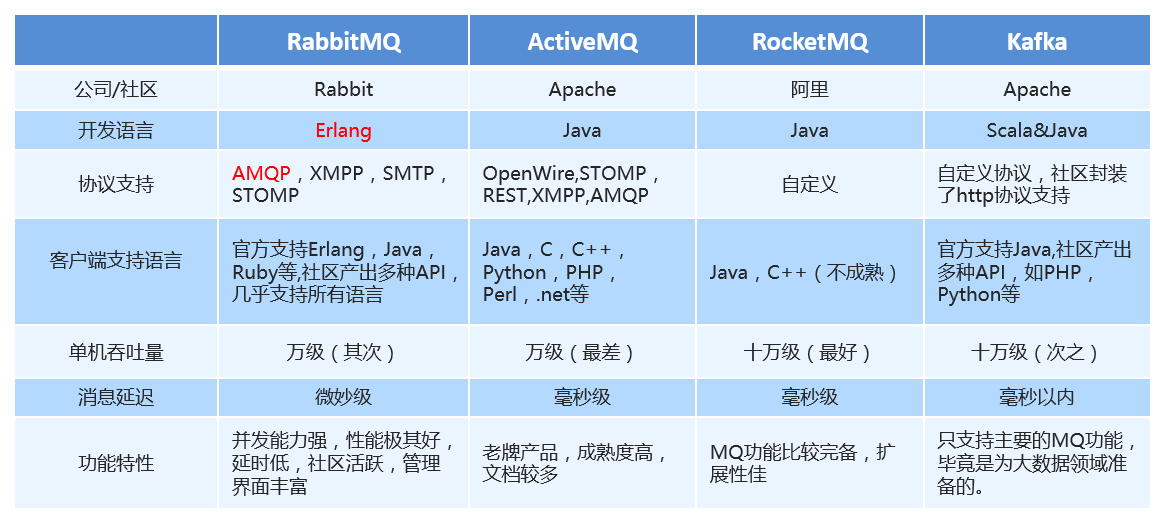 RabbitMQ ActiveMQ RocketMQ Kafka
公司/社区 Rabbit Apache 阿里 Apache
开发语言 Erlang Java Java Scala&Java
协议支持
AMQP，XMPP，SMTP，
STOMP
OpenWire,STOMP，
REST,XMPP,AMQP
自定义
自定义协议，社区封装
了http协议支持
客户端支持语言
官方支持Erlang，Java，
Ruby等,社区产出多种API，
几乎支持所有语言
Java，C，C++，
Python，PHP，
Perl，.net等
Java，C++（不成熟）
官方支持Java,社区产出
多种API，如PHP，
Python等
单机吞吐量 万级（其次） 万级（最差） 十万级（最好） 十万级（次之）
消息延迟 微妙级 毫秒级 毫秒级 毫秒以内
功能特性
并发能力强，性能极其好，
延时低，社区活跃，管理
界面丰富
老牌产品，成熟度高，
文档较多
MQ功能比较完备，扩
展性佳
只支持主要的MQ功能，
毕竟是为大数据领域准
备的。